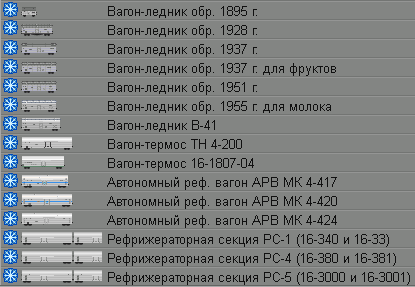 Вагон-ледник обр. 1895 г.
Вагон-ледник обр. 1928 г.
Вагон-ледник обр. 1937 г.
Вагон-ледник обр. 1937 г. для фруктов
Вагон-ледник обр. 1951 г.
Вагон-ледник обр. 1955 г. для молока
Вагон-ледник В-41
Вагон-термос ТН 4-200
Вагон-термос 16-1807-04
Автономный реф. вагон АРВ МК 4-417
Автономный реф. вагон АРВ МК 4-420
Автономный реф. вагон АРВ МК 4-424
Рефрижераторная секция РС-1 (16-340 и 16-33)
Рефрижераторная секция РС-4 (16-380 и 16-381)
Рефрижераторная секция РС-5 (16-3000 и 16-3001)